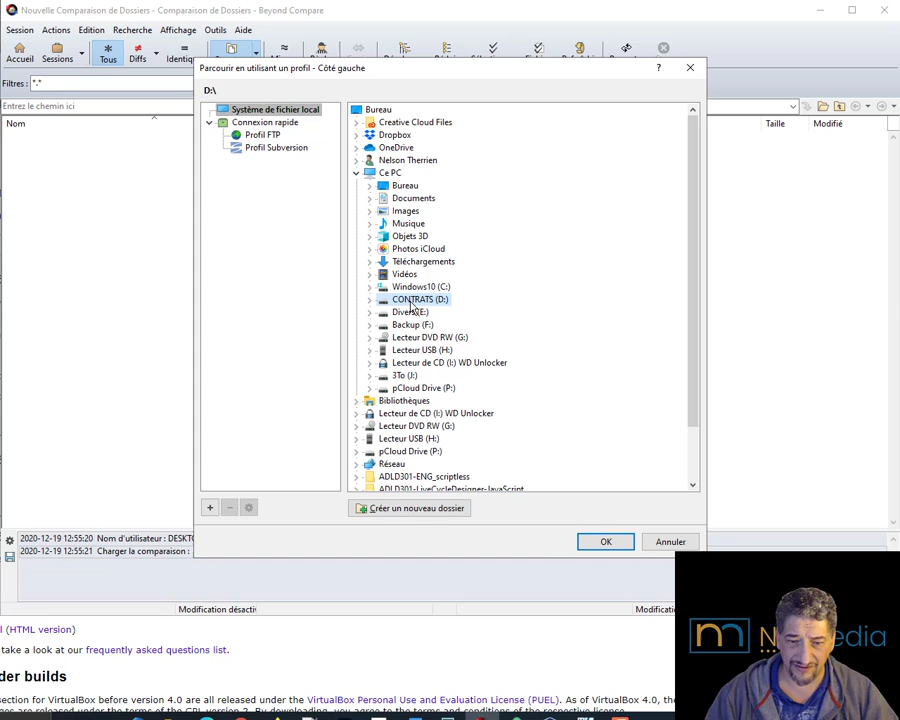 Nouvelle Comparaison de Dossiers - Comparaison de Dossiers - Beyond Compare
Session Actions Edition Recherche Affichage Outils Aide
Accueil Sessions Tous Diffs
Filtres : *.*
Entrez le chemin ici
Nom Taille Modifié
Parcourir en utilisant un profil - Côté gauche
D:\
Système de fichier local
Connexion rapide
Profil FTP
Profil Subversion
Bureau
Creative Cloud Files
Dropbox
OneDrive
Nelson Therrien
Ce PC
Bureau
Documents
Images
Musique
Objets 3D
Photos iCloud
Téléchargements
Vidéos
Windows10 (C:)
CONTRATS (D:)
Divers (E:)
Backup (F:)
Lecteur DVD RW (G:)
Lecteur USB (H:)
Lecteur de CD (I:) WD Unlocker
3To (J:)
pCloud Drive (P:)
Bibliothèques
Lecteur de CD (I:) WD Unlocker
Lecteur DVD RW (G:)
Lecteur USB (H:)
pCloud Drive (P:)
Réseau
ADLD301-ENG_scriptless
ADLD301-LiveCycleDesigner-JavaScript
Créer un nouveau dossier
OK Annuler
2020-12-19 12:55:20 Nom d'utilisateur : DESKT
2020-12-19 12:55:21 Charger la comparaison :
Modification désacti Modificati
(HTML version)
take a look at our frequently asked questions list.
der builds
section for VirtualBox before version 4.0 are all released under the VirtualBox Personal Use and Evaluation License (PUEL). As of VirtualBox 4.0, the